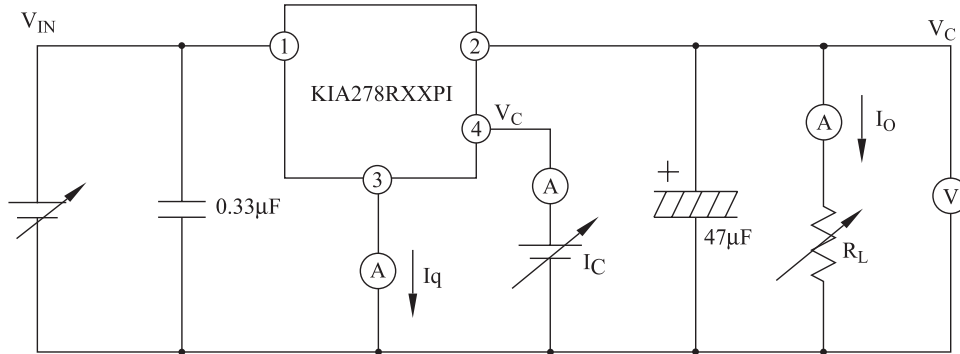 V_IN
1
2
V_C
KIA278RXXPI
V_C
4
A
I_O
3
A
+
V
0.33μF
47μF
R_L
A
Iq
I_C